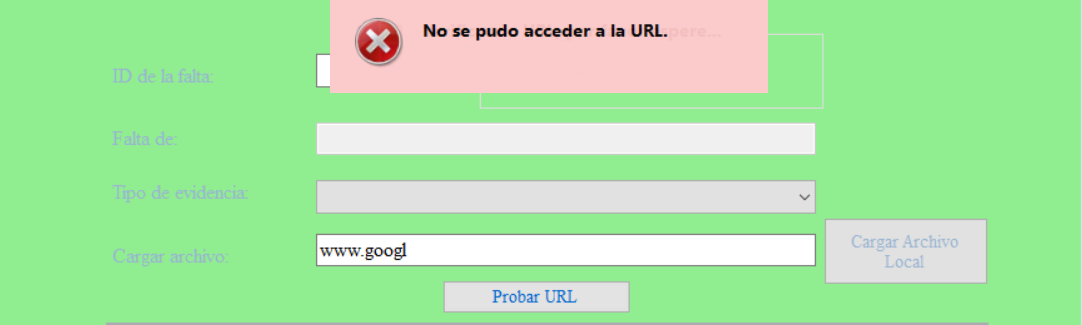 No se pudo acceder a la URL.
ID de la falta:
Falta de:
Tipo de evidencia:
Cargar archivo:
www.googl
Cargar Archivo
Local
Probar URL